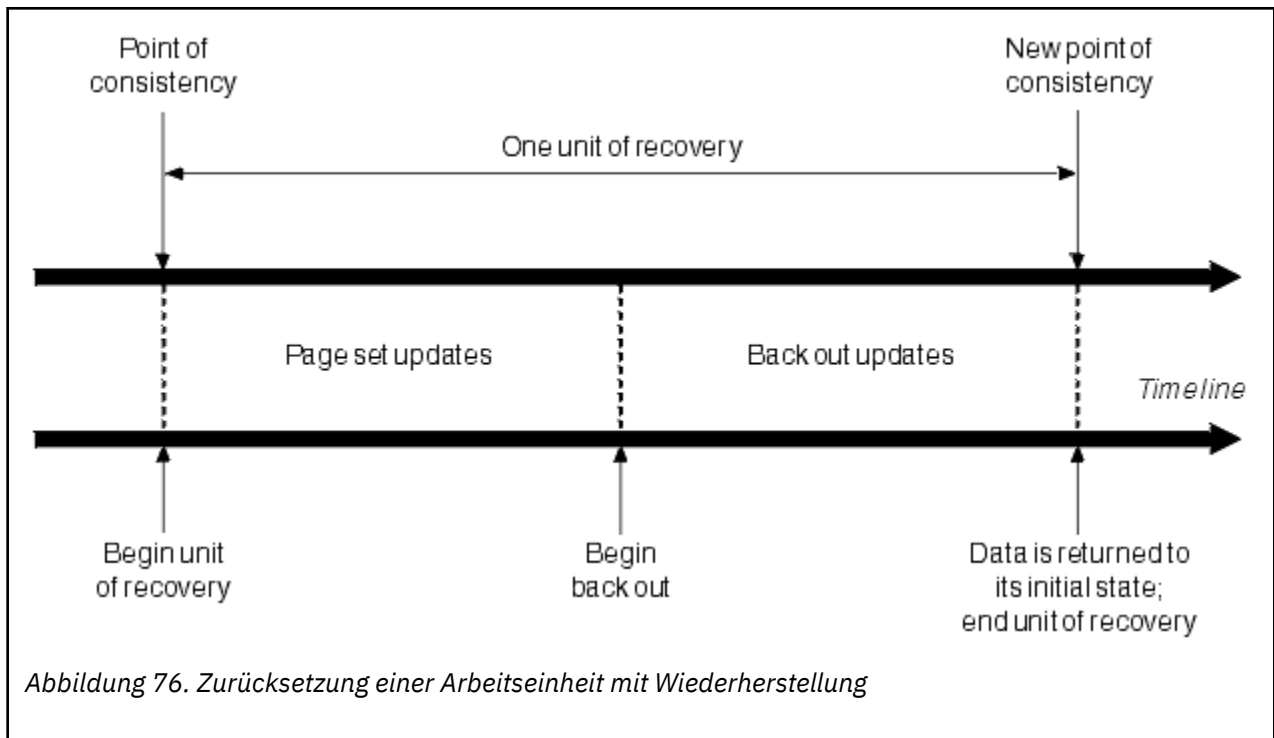 Point of
consistency
New point of
consistency
One unit of recovery
Page set updates
Back out updates
Timeline
Begin unit
of recovery
Begin
back out
Data is returned to
its initial state;
end unit of recovery
Abbildung 76. Zurücksetzung einer Arbeitseinheit mit Wiederherstellung